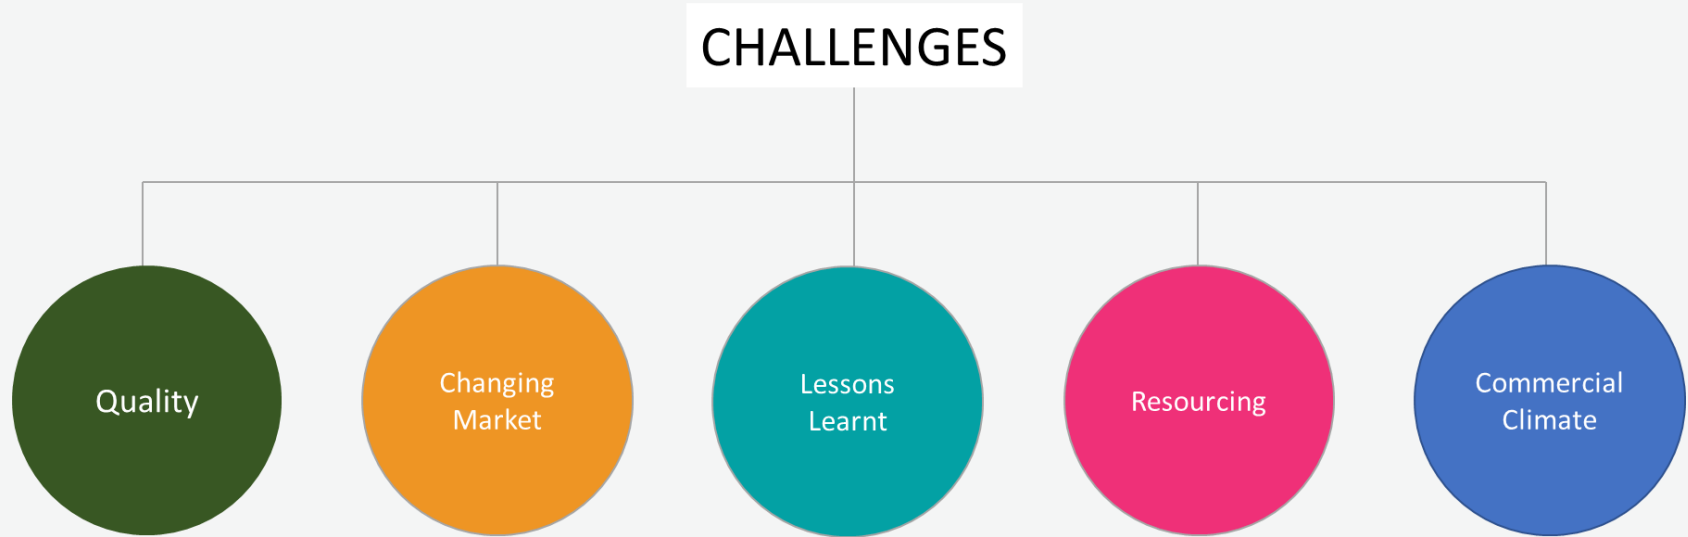 CHALLENGES
Quality
Changing
Market
Lessons
Learnt
Resourcing
Commercial
Climate